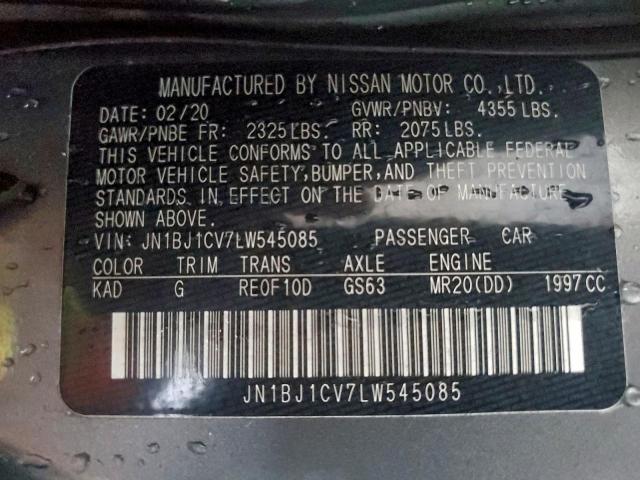 MANUFACTURED BY NISSAN MOTOR CO., LTD.
DATE: 02/20 GVWR/PNBV: 4355 LBS.
GAWR/PNBE FR: 2325 LBS. RR: 2075 LBS.
THIS VEHICLE CONFORMS TO ALL APPLICABLE FEDERAL
MOTOR VEHICLE SAFETY, BUMPER, AND THEFT PREVENTION
STANDARDS IN EFFECT ON THE DATE OF MANUFACTURE
SHOWN ABOVE.
VIN: JN1BJ1CV7LW545085 PASSENGER CAR
COLOR TRIM TRANS AXLE ENGINE
KAD G RE0F10D GS63 MR20(DD) 1997 CC
JN1BJ1CV7LW545085